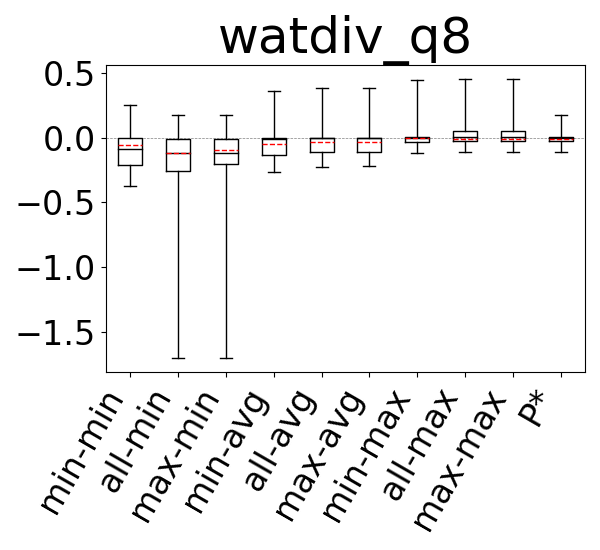 watdiv_q8
0.5
0.0
−0.5
−1.0
−1.5
min-min
all-min
max-min
min-avg
all-avg
max-avg
min-max
all-max
max-max
P*